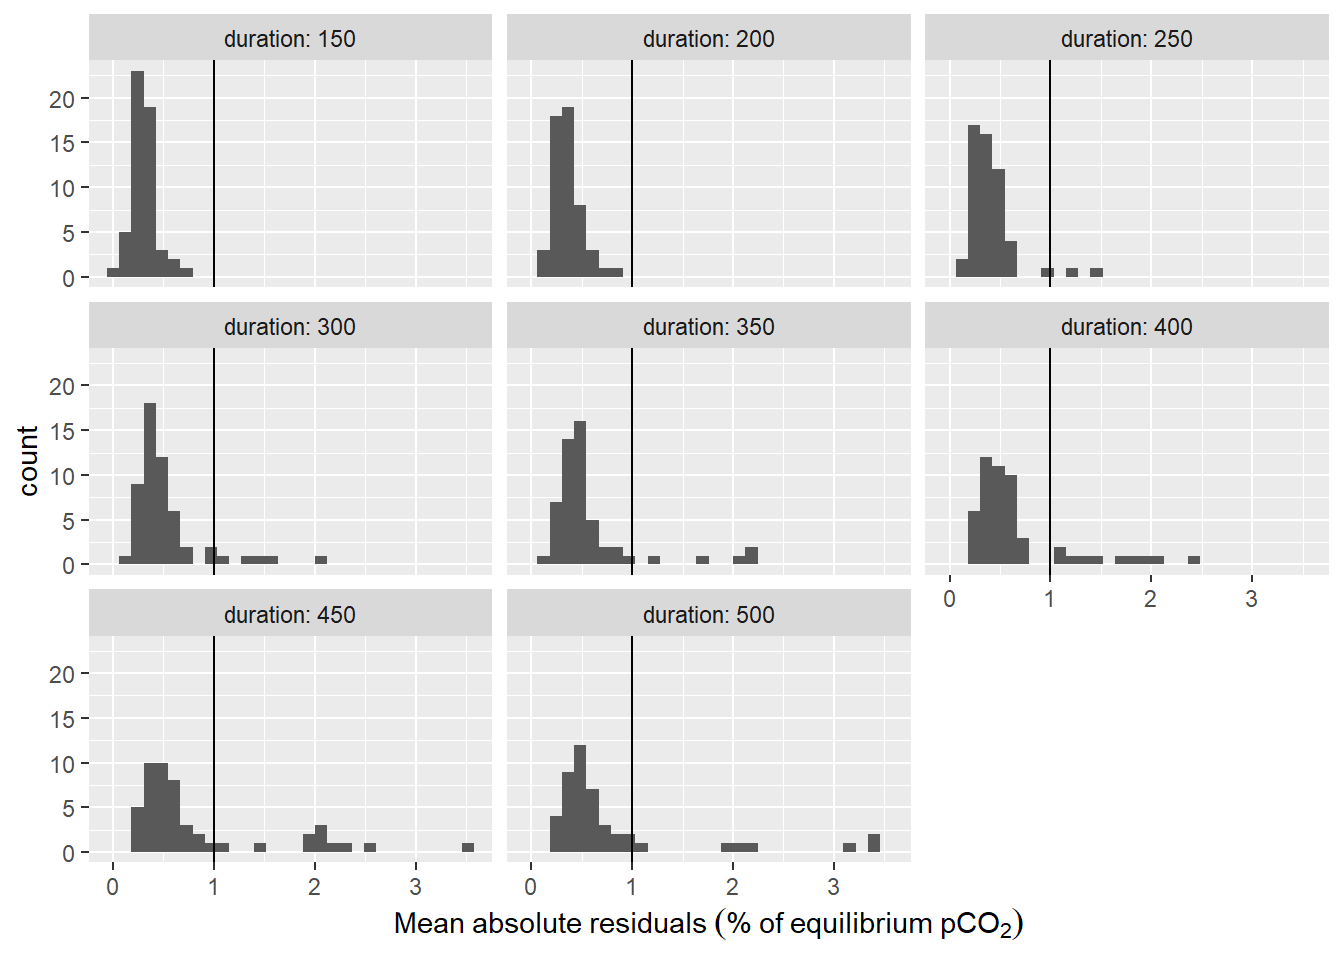 duration: 150
duration: 200
duration: 250
20
15
10
5
0
duration: 300
duration: 350
duration: 400
20
15
10
5
0
0 1 2 3
duration: 450
duration: 500
20
15
10
5
0
0 1 2 3
0 1 2 3
count
Mean absolute residuals (% of equilibrium pCO₂)